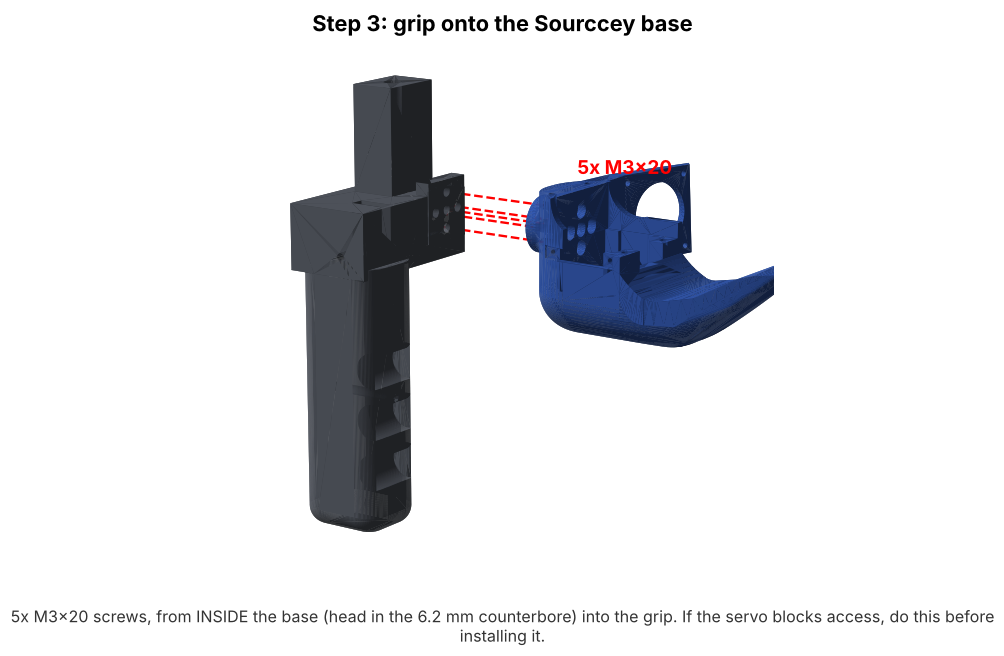 Step 3: grip onto the Sourccey base
5x M3×20
5x M3×20 screws, from INSIDE the base (head in the 6.2 mm counterbore) into the grip. If the servo blocks access, do this before
installing it.